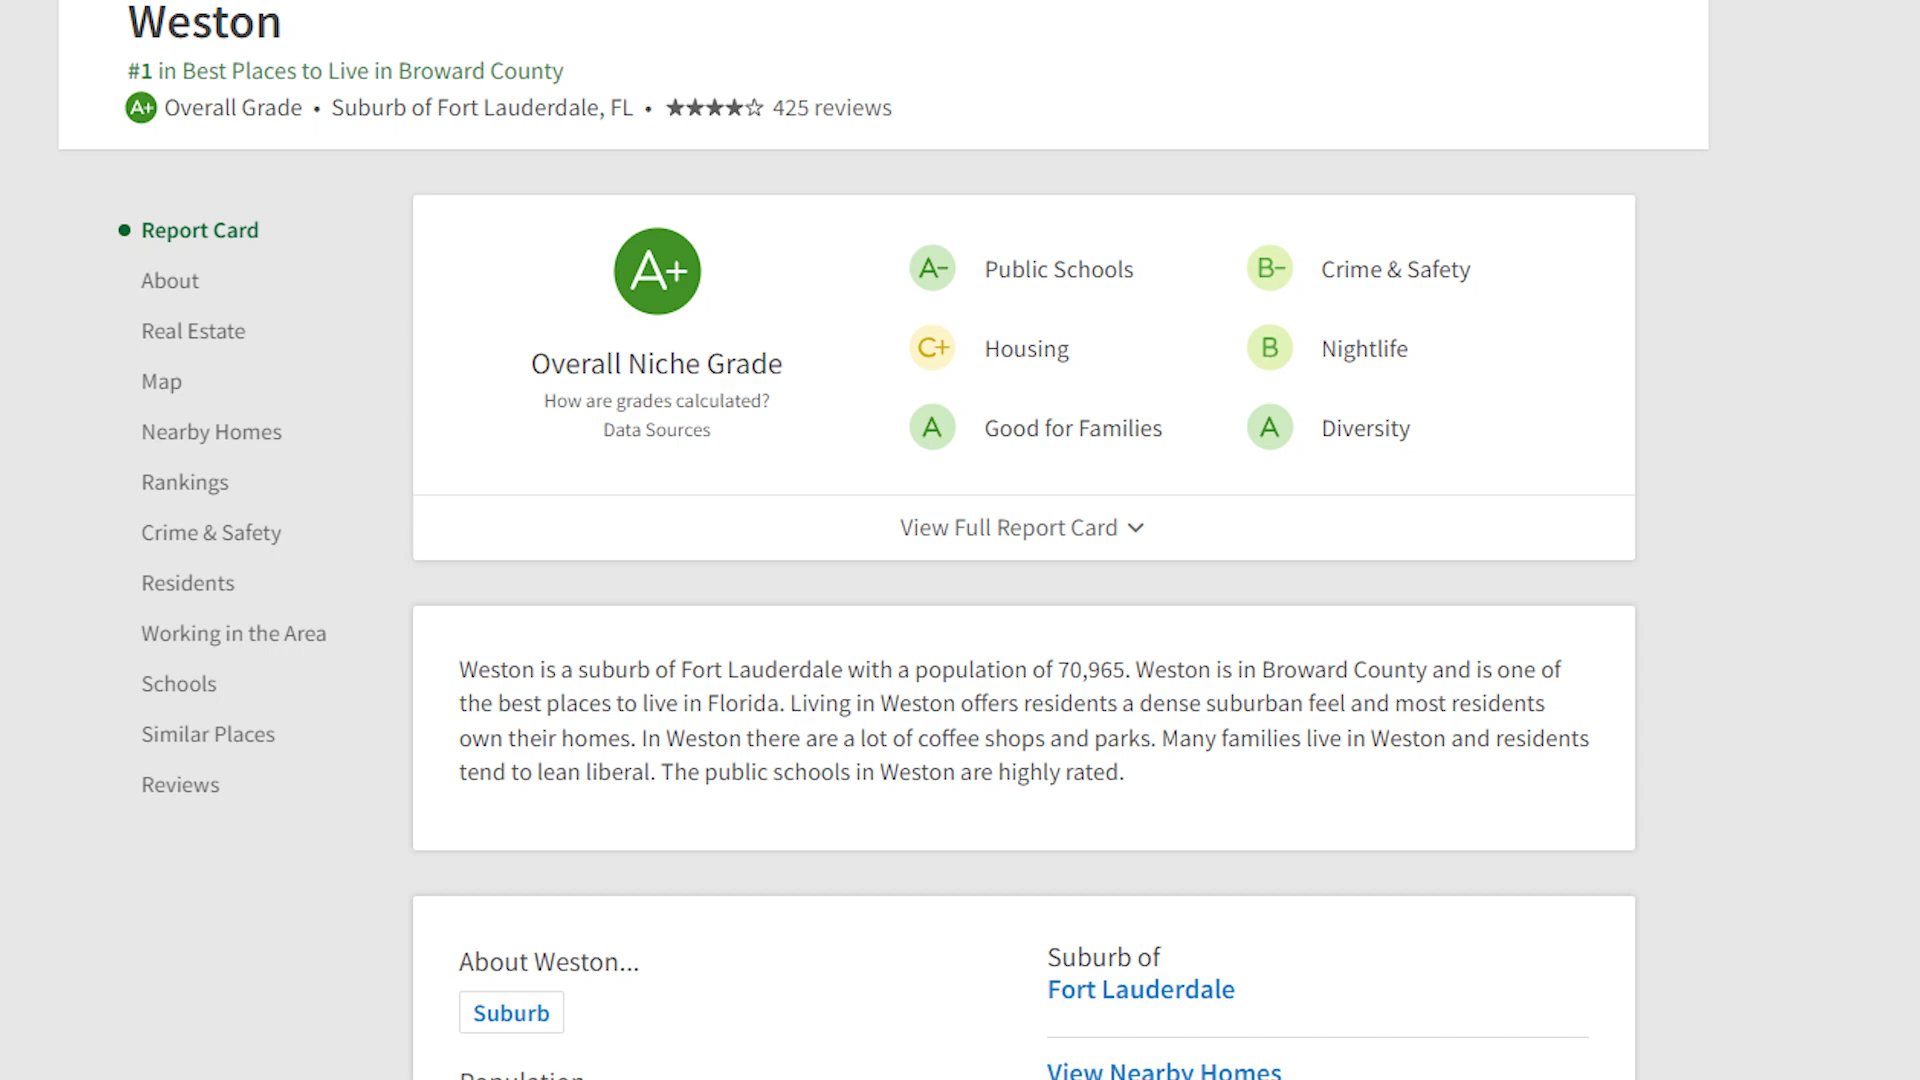 Weston
#1 in Best Places to Live in Broward County
A+ Overall Grade • Suburb of Fort Lauderdale, FL • ★★★★☆ 425 reviews
Report Card
About
Real Estate
Map
Nearby Homes
Rankings
Crime & Safety
Residents
Working in the Area
Schools
Similar Places
Reviews
A+
Overall Niche Grade
How are grades calculated?
Data Sources
A- Public Schools
B- Crime & Safety
C+ Housing
B Nightlife
A Good for Families
A Diversity
View Full Report Card
Weston is a suburb of Fort Lauderdale with a population of 70,965. Weston is in Broward County and is one of
the best places to live in Florida. Living in Weston offers residents a dense suburban feel and most residents
own their homes. In Weston there are a lot of coffee shops and parks. Many families live in Weston and residents
tend to lean liberal. The public schools in Weston are highly rated.
About Weston...
Suburb
Population
Suburb of
Fort Lauderdale
View Nearby Homes